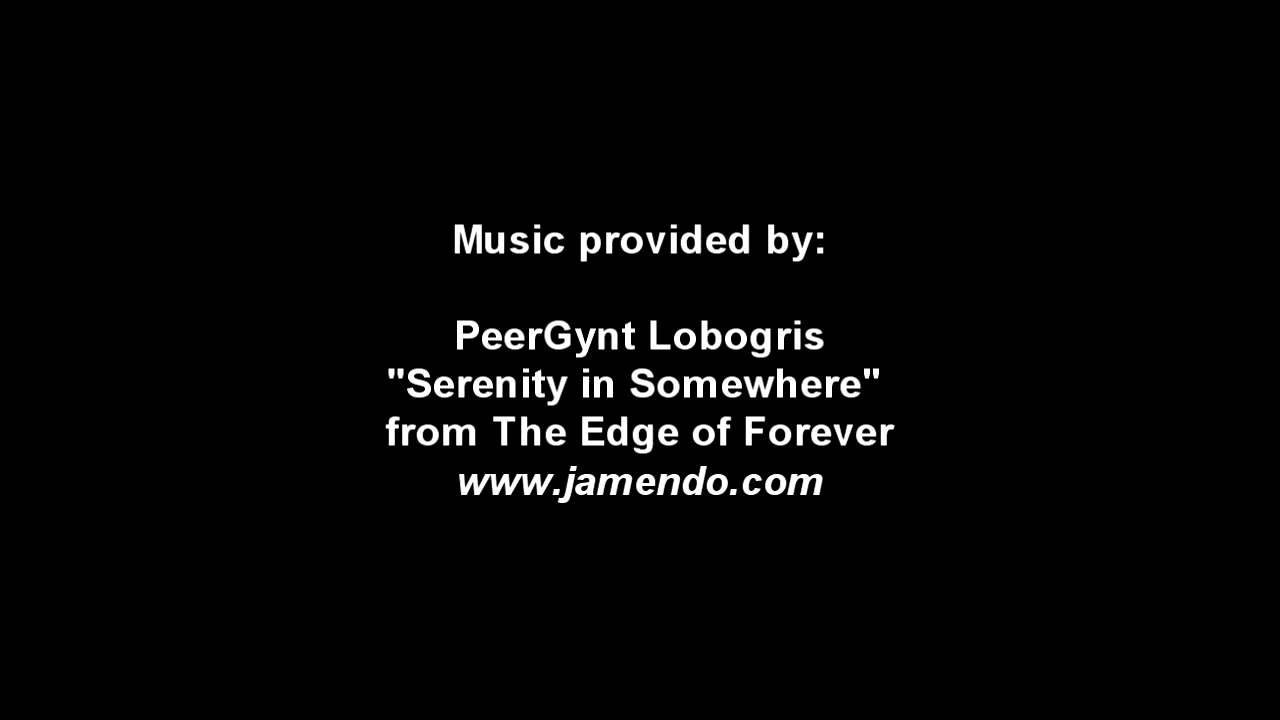 Music provided by:
PeerGynt Lobogris
"Serenity in Somewhere"
from The Edge of Forever
www.jamendo.com